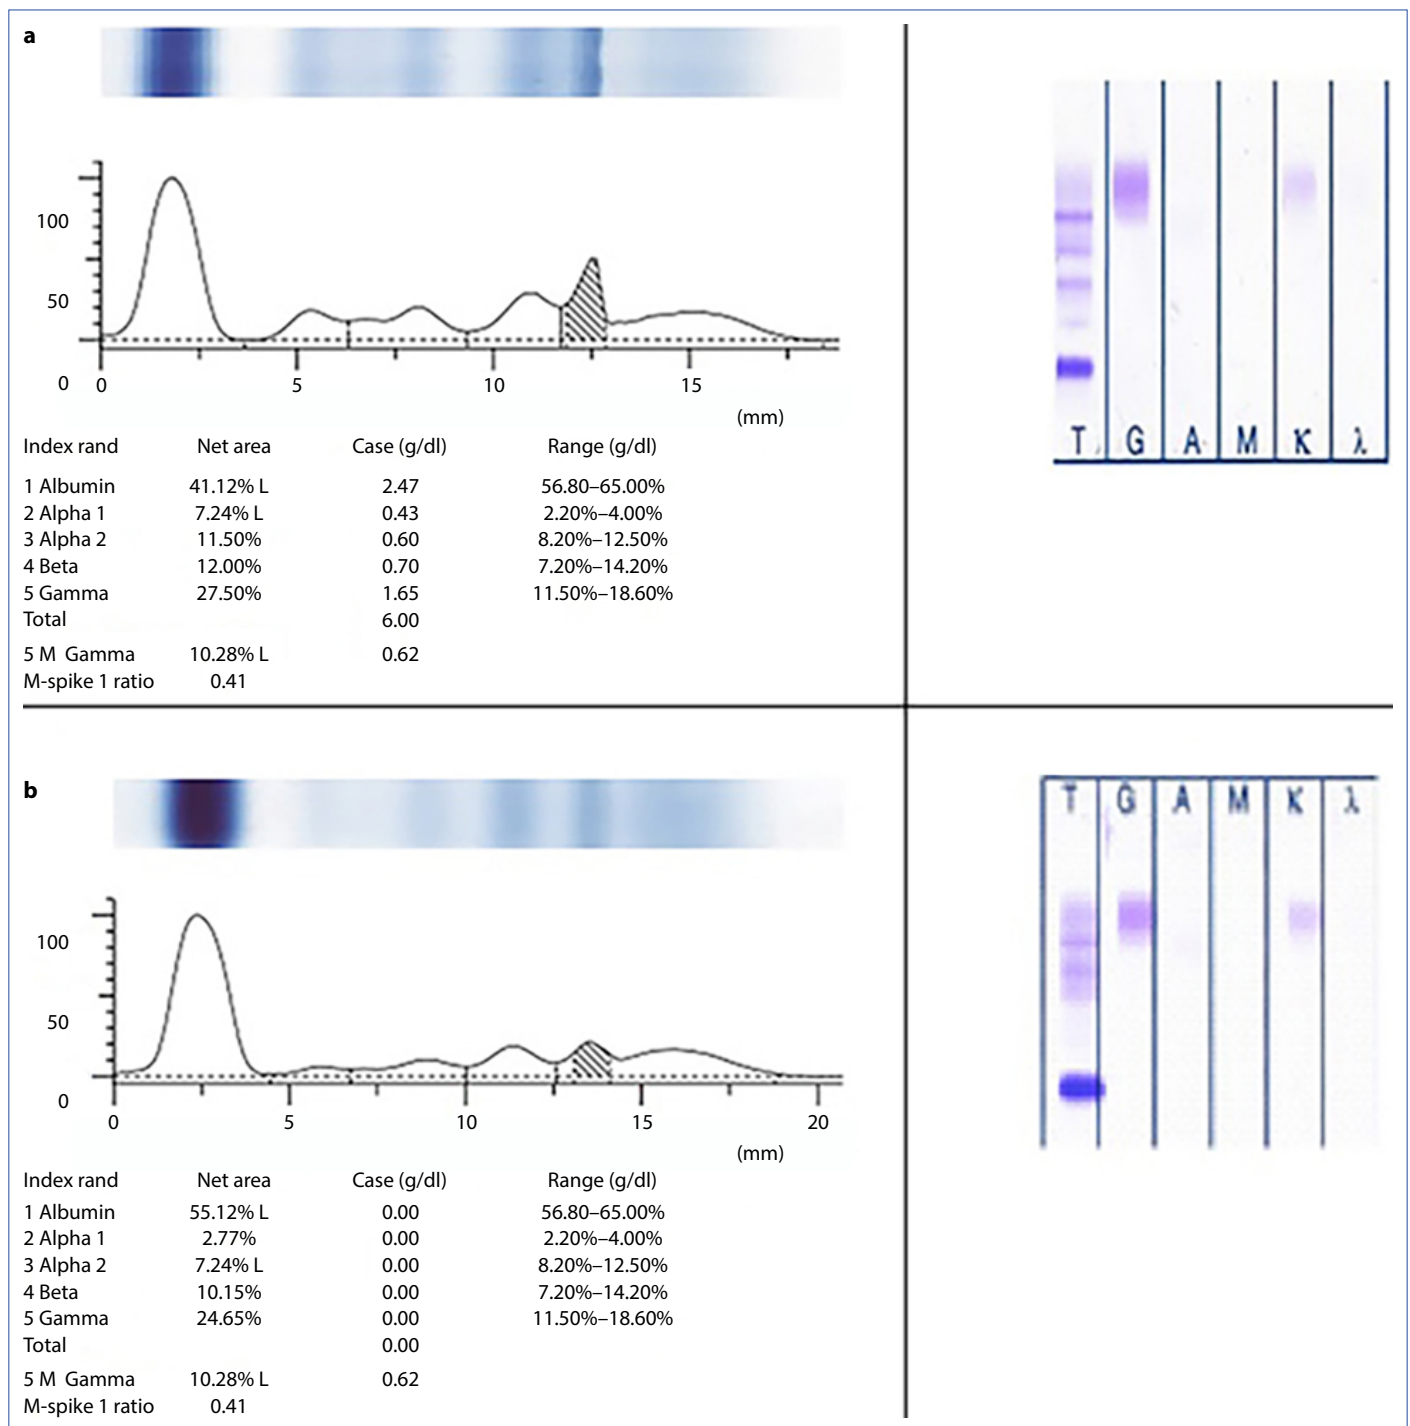 a
100
50
0
0 5 10 15
(mm)
Index rand Net area Case (g/dl) Range (g/dl)
1 Albumin 41.12% L 2.47 56.80–65.00%
2 Alpha 1 7.24% L 0.43 2.20%–4.00%
3 Alpha 2 11.50% 0.60 8.20%–12.50%
4 Beta 12.00% 0.70 7.20%–14.20%
5 Gamma 27.50% 1.65 11.50%–18.60%
Total 6.00
5 M Gamma 10.28% L 0.62
M-spike 1 ratio 0.41
T G A M K λ
b
100
50
0
0 5 10 15 20
(mm)
Index rand Net area Case (g/dl) Range (g/dl)
1 Albumin 55.12% L 0.00 56.80–65.00%
2 Alpha 1 2.77% 0.00 2.20%–4.00%
3 Alpha 2 7.24% L 0.00 8.20%–12.50%
4 Beta 10.15% 0.00 7.20%–14.20%
5 Gamma 24.65% 0.00 11.50%–18.60%
Total 0.00
5 M Gamma 10.28% L 0.62
M-spike 1 ratio 0.41
T G A M K λ